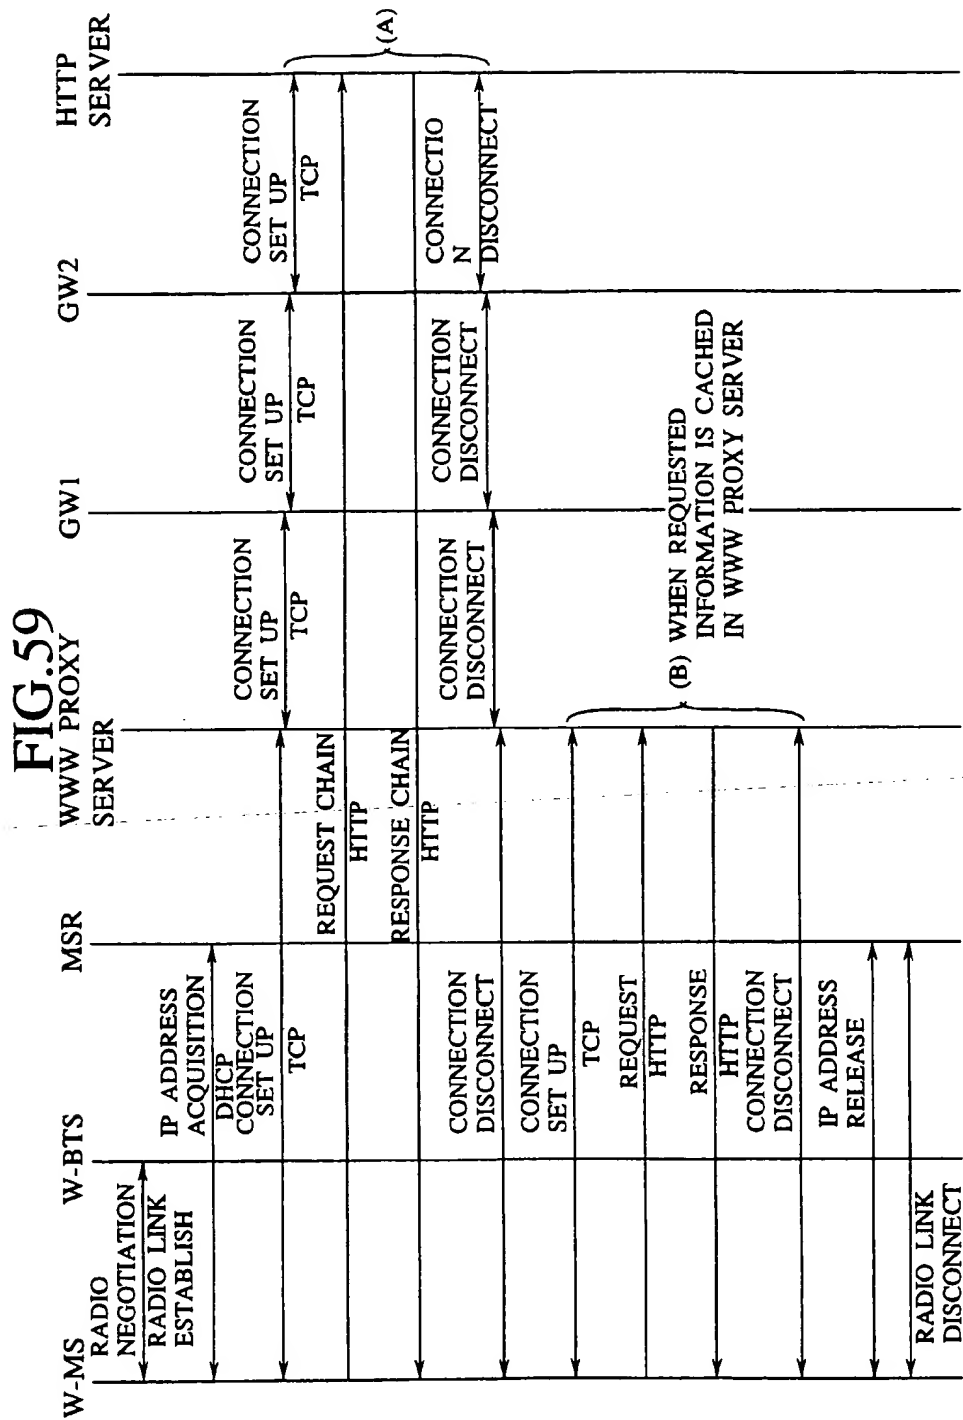 FIG.59
W-MS
W-BTS
MSR
WWW PROXY
SERVER
GW1
GW2
HTTP
SERVER
RADIO
NEGOTIATION
RADIO LINK
ESTABLISH
IP ADDRESS
ACQUISITION
DHCP
CONNECTION
SET UP
TCP
CONNECTION
SET UP
TCP
CONNECTION
SET UP
TCP
CONNECTION
SET UP
TCP
REQUEST CHAIN
HTTP
RESPONSE CHAIN
HTTP
(A)
CONNECTION
DISCONNECT
CONNECTION
DISCONNECT
CONNECTION
DISCONNECT
CONNECTIO
N
DISCONNECT
CONNECTION
SET UP
TCP
REQUEST
HTTP
RESPONSE
HTTP
CONNECTION
DISCONNECT
(B) WHEN REQUESTED
INFORMATION IS CACHED
IN WWW PROXY SERVER
IP ADDRESS
RELEASE
RADIO LINK
DISCONNECT